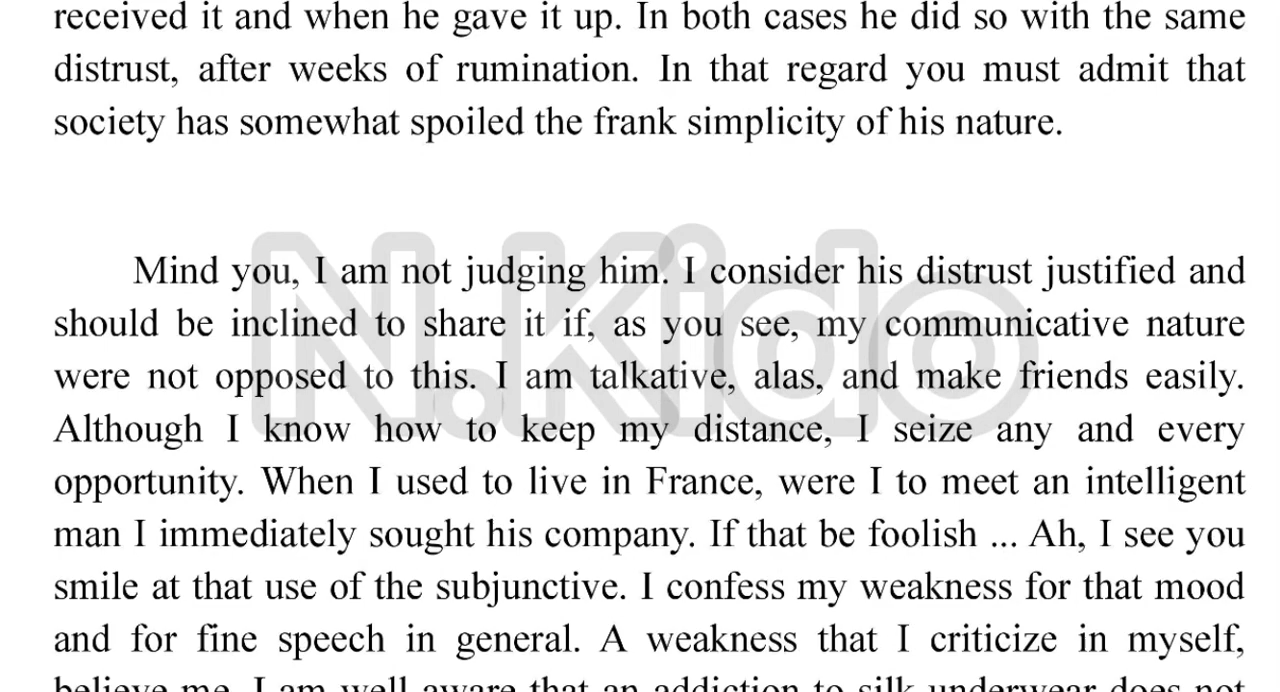 received it and when he gave it up. In both cases he did so with the same
distrust, after weeks of rumination. In that regard you must admit that
society has somewhat spoiled the frank simplicity of his nature.
N.Kido
Mind you, I am not judging him. I consider his distrust justified and
should be inclined to share it if, as you see, my communicative nature
were not opposed to this. I am talkative, alas, and make friends easily.
Although I know how to keep my distance, I seize any and every
opportunity. When I used to live in France, were I to meet an intelligent
man I immediately sought his company. If that be foolish ... Ah, I see you
smile at that use of the subjunctive. I confess my weakness for that mood
and for fine speech in general. A weakness that I criticize in myself,
believe me. I am well aware that an addiction to silk underwear does not